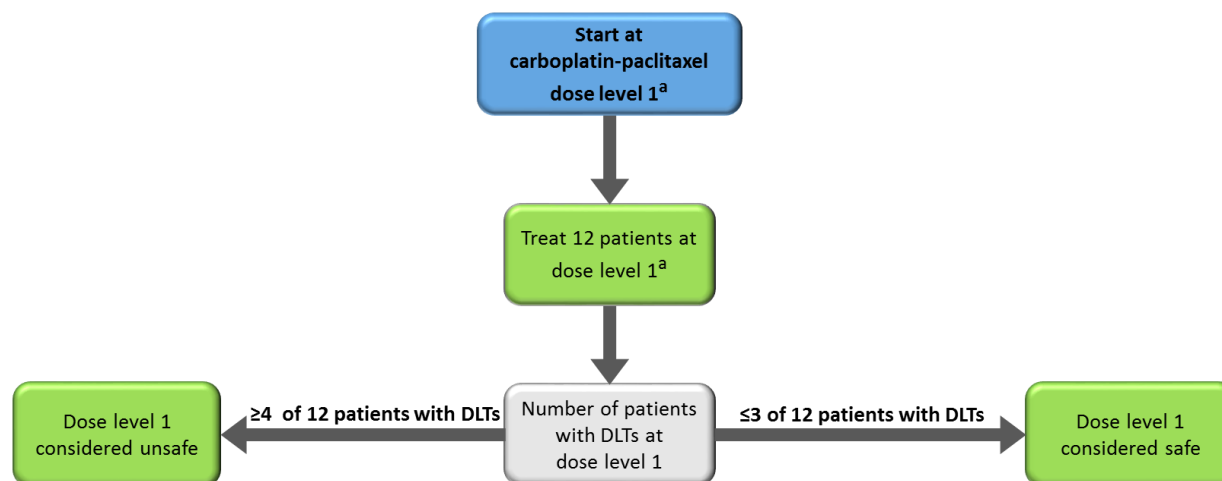 Start at
carboplatin-paclitaxel
dose level 1ᵃ
Treat 12 patients at
dose level 1ᵃ
Dose level 1
considered unsafe
≥4 of 12 patients with DLTs
Number of patients
with DLTs at
dose level 1
≤3 of 12 patients with DLTs
Dose level 1
considered safe